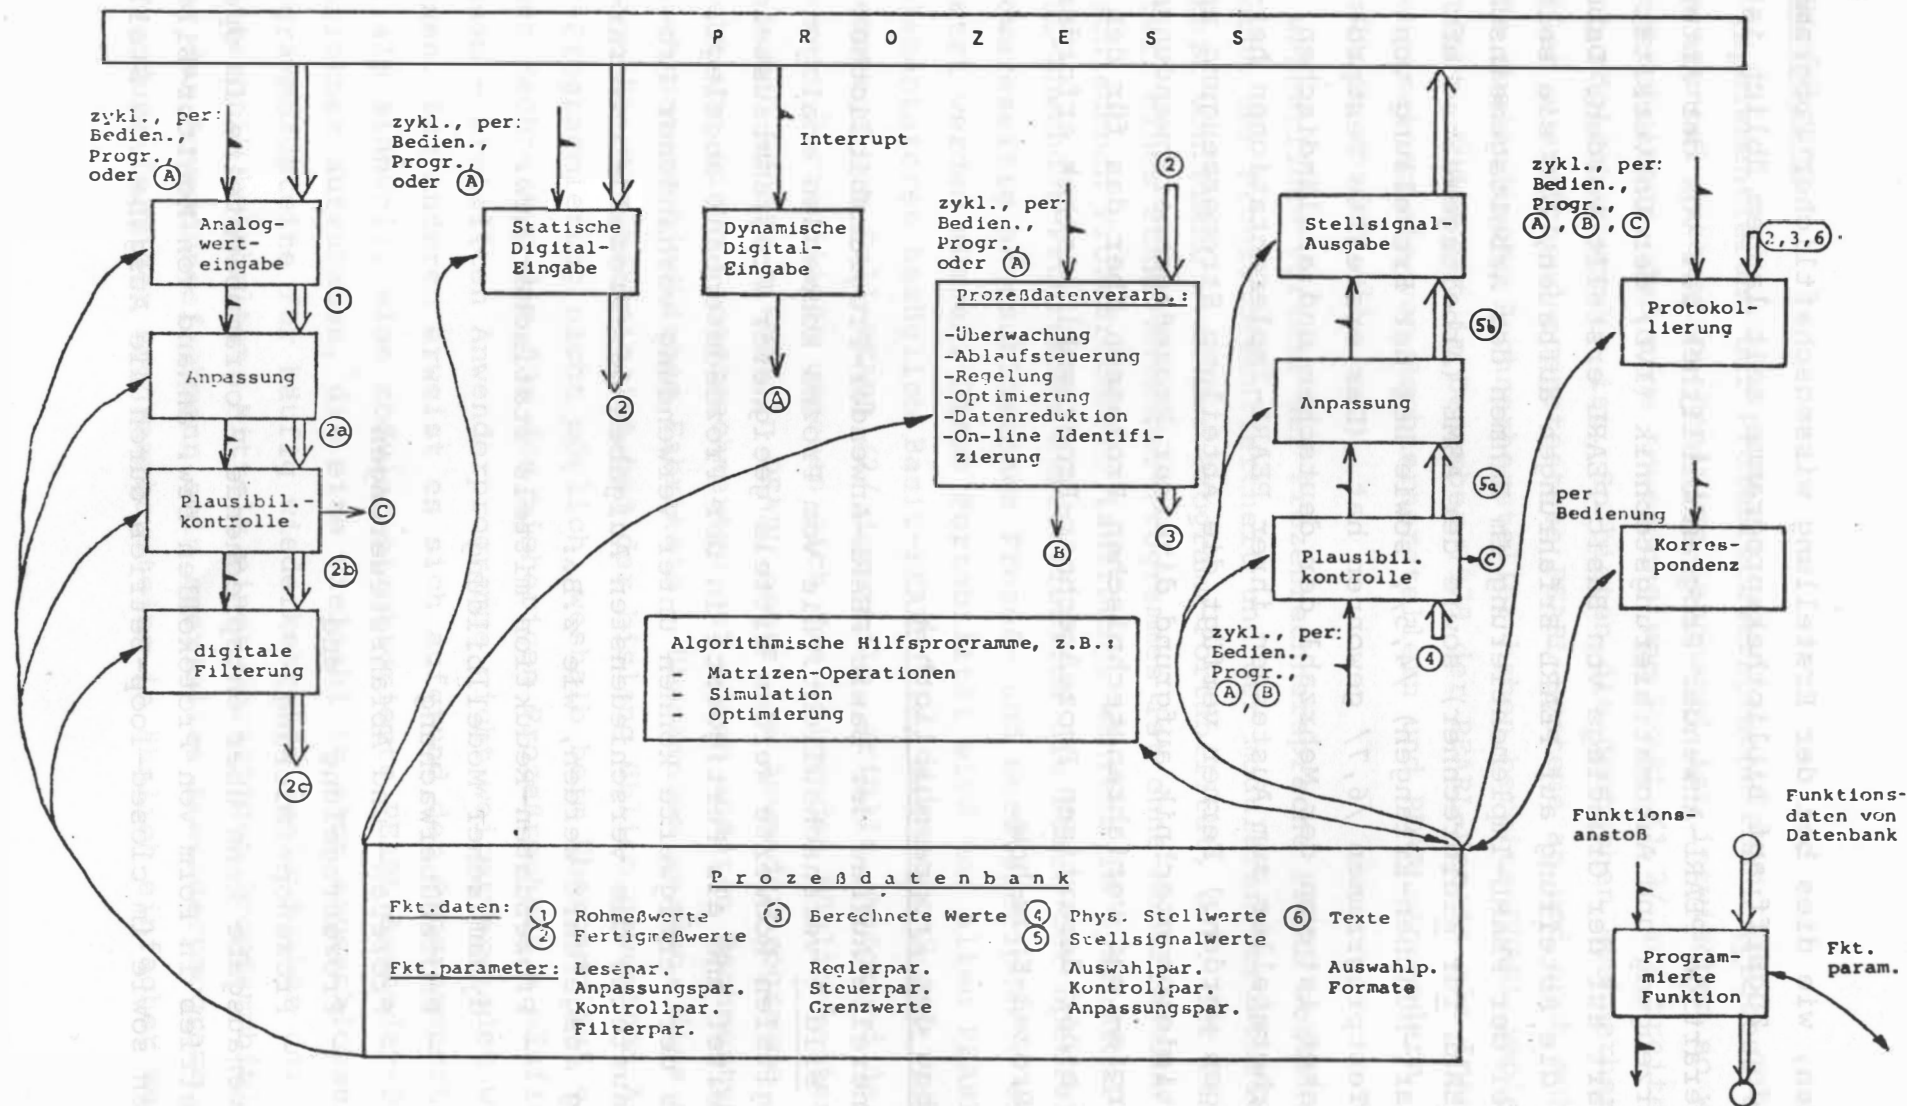 P R O Z E S S
zykl., per:
Bedien.,
Progr.,
oder A
Analog-
wert-
eingabe
1
Anpassung
2a
Plausibil.-
kontrolle
C
2b
digitale
Filterung
2c
zykl., per:
Bedien.,
Progr.,
oder A
Statische
Digital-
Eingabe
2
Interrupt
Dynamische
Digital-
Eingabe
A
zykl., per:
Bedien.,
Progr.,
oder A
2
Prozeßdatenverarb.:
-Überwachung
-Ablaufsteuerung
-Regelung
-Optimierung
-Datenreduktion
-On-line Identifi-
zierung
B
3
Stellsignal-
Ausgabe
5b
Anpassung
5a
Plausibil.
kontrolle
C
zykl., per:
Bedien.,
Progr.,
A, B
4
zykl., per:
Bedien.,
Progr.,
A, B, C
2,3,6
Protokol-
lierung
per
Bedienung
Korres-
pondenz
Algorithmische Hilfsprogramme, z.B.:
- Matrizen-Operationen
- Simulation
- Optimierung
Prozeßdatenbank
Fkt.daten: 1 Rohmeßwerte 3 Berechnete Werte 4 Phys. Stellwerte 6 Texte
2 Fertigmeßwerte 5 Stellsignalwerte
Fkt.parameter: Lesepar. Reglerpar. Auswahlpar. Auswahlp.
Anpassungspar. Steuerpar. Kontrollpar. Formate
Kontrollpar. Grenzwerte Anpassungspar.
Filterpar.
Funktions-
anstoß
Funktions-
daten von
Datenbank
Program-
mierte
Funktion
Fkt.
param.